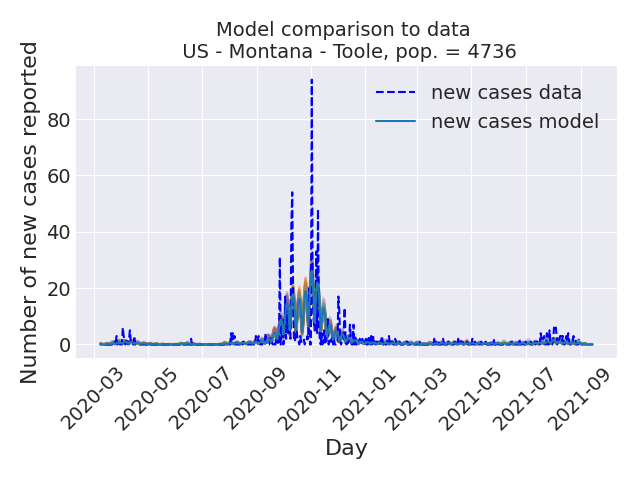 Model comparison to data
US - Montana - Toole, pop. = 4736
Number of new cases reported
80
60
40
20
0
new cases data
new cases model
2020-03
2020-05
2020-07
2020-09
2020-11
2021-01
2021-03
2021-05
2021-07
2021-09
Day